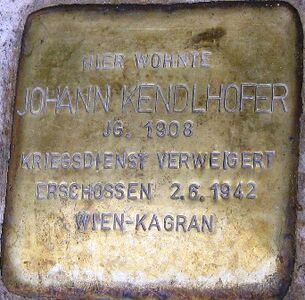 HIER WOHNTE
JOHANN KENDLHOFER
JG. 1908
KRIEGSDIENST VERWEIGERT
ERSCHOSSEN 2.6.1942
WIEN-KAGRAN